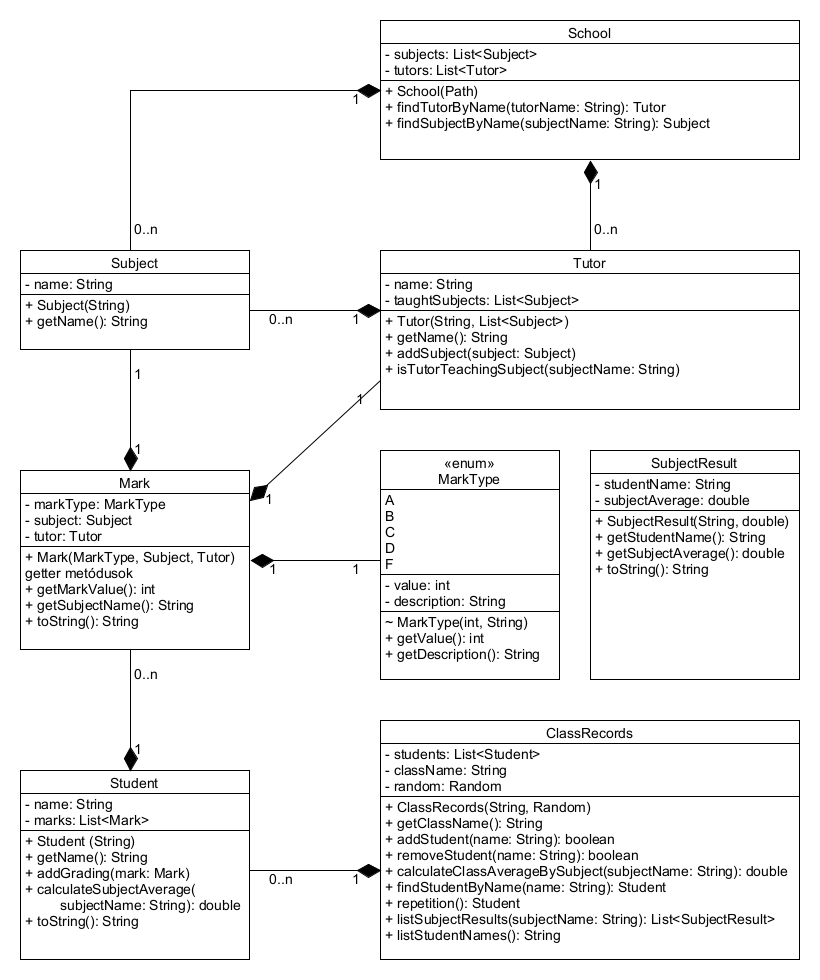 School
- subjects: List<Subject>
- tutors: List<Tutor>
+ School(Path)
+ findTutorByName(tutorName: String): Tutor
+ findSubjectByName(subjectName: String): Subject
1
1
0..n
0..n
Subject
- name: String
+ Subject(String)
+ getName(): String
Tutor
- name: String
- taughtSubjects: List<Subject>
+ Tutor(String, List<Subject>)
+ getName(): String
+ addSubject(subject: Subject)
+ isTutorTeachingSubject(subjectName: String)
0..n
1
1
1
1
1
Mark
- markType: MarkType
- subject: Subject
- tutor: Tutor
+ Mark(MarkType, Subject, Tutor)
getter metódusok
+ getMarkValue(): int
+ getSubjectName(): String
+ toString(): String
1
1
«enum»
MarkType
A
B
C
D
F
- value: int
- description: String
~ MarkType(int, String)
+ getValue(): int
+ getDescription(): String
SubjectResult
- studentName: String
- subjectAverage: double
+ SubjectResult(String, double)
+ getStudentName(): String
+ getSubjectAverage(): double
+ toString(): String
0..n
1
Student
- name: String
- marks: List<Mark>
+ Student (String)
+ getName(): String
+ addGrading(mark: Mark)
+ calculateSubjectAverage(
subjectName: String): double
+ toString(): String
0..n
1
ClassRecords
- students: List<Student>
- className: String
- random: Random
+ ClassRecords(String, Random)
+ getClassName(): String
+ addStudent(name: String): boolean
+ removeStudent(name: String): boolean
+ calculateClassAverageBySubject(subjectName: String): double
+ findStudentByName(name: String): Student
+ repetition(): Student
+ listSubjectResults(subjectName: String): List<SubjectResult>
+ listStudentNames(): String